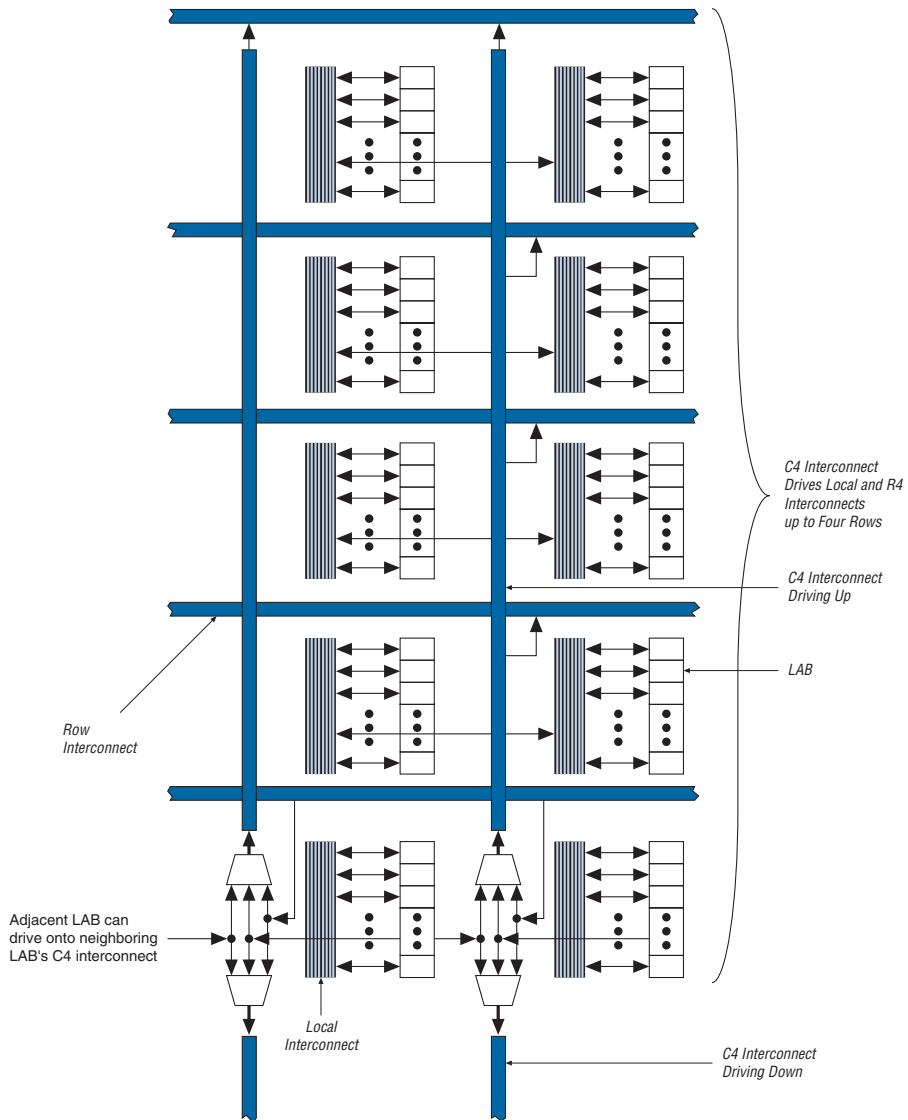 C4 Interconnect
Drives Local and R4
Interconnects
up to Four Rows
C4 Interconnect
Driving Up
LAB
Row
Interconnect
Adjacent LAB can
drive onto neighboring
LAB's C4 interconnect
Local
Interconnect
C4 Interconnect
Driving Down